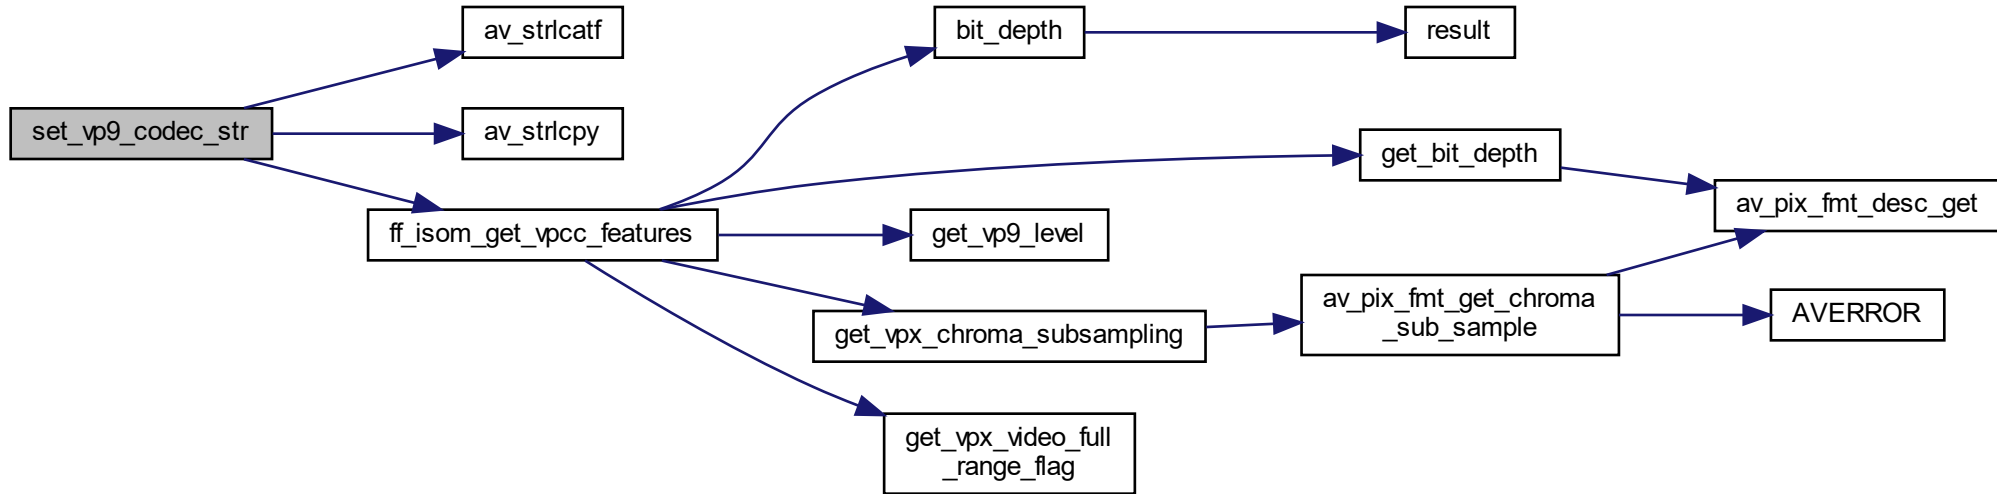 set_vp9_codec_str
av_strlcatf
av_strlcpy
ff_isom_get_vpcc_features
bit_depth
result
get_bit_depth
get_vp9_level
av_pix_fmt_desc_get
get_vpx_chroma_subsampling
av_pix_fmt_get_chroma
_sub_sample
AVERROR
get_vpx_video_full
_range_flag